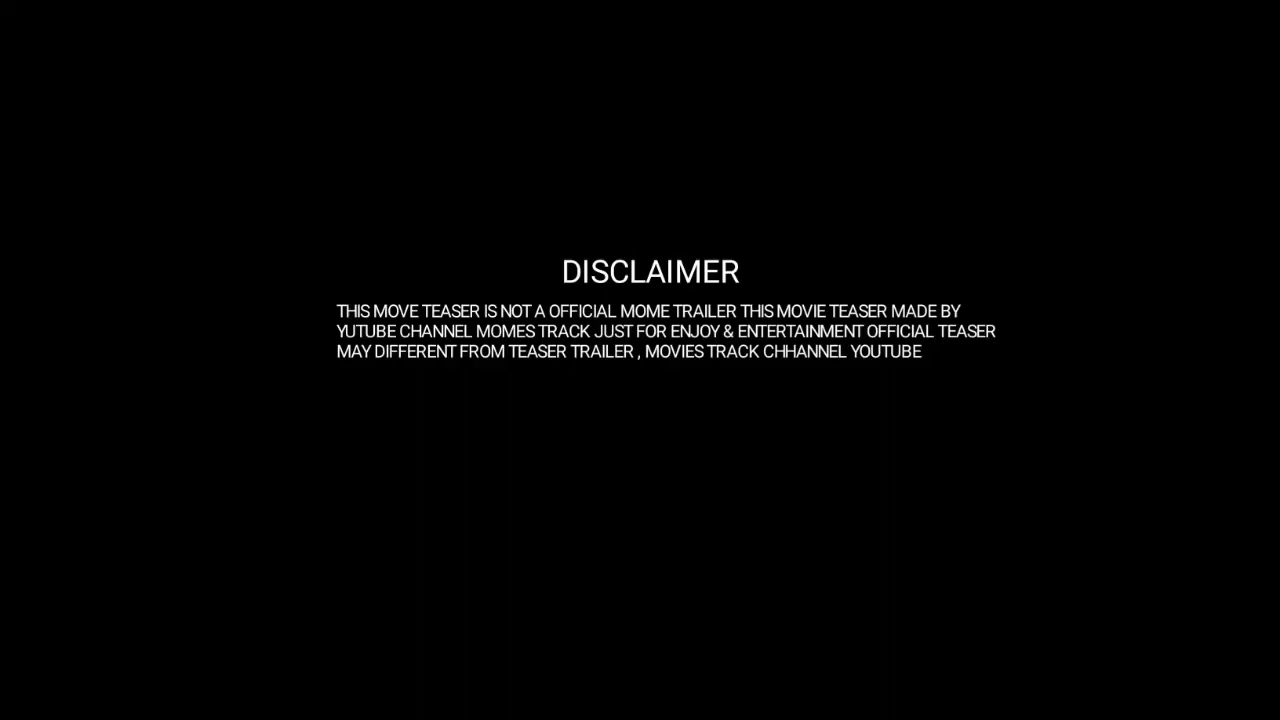 DISCLAIMER
THIS MOVE TEASER IS NOT A OFFICIAL MOME TRAILER THIS MOVIE TEASER MADE BY
YUTUBE CHANNEL MOMES TRACK JUST FOR ENJOY & ENTERTAINMENT OFFICIAL TEASER
MAY DIFFERENT FROM TEASER TRAILER , MOVIES TRACK CHHANNEL YOUTUBE